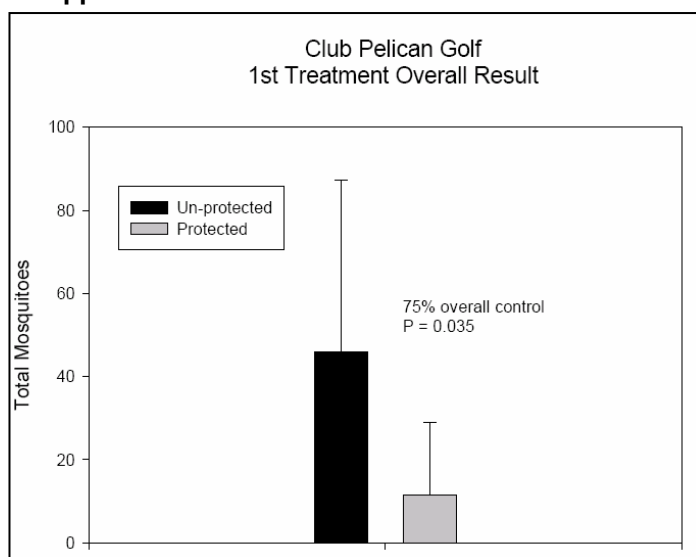 Club Pelican Golf
1st Treatment Overall Result
100
80
60
40
20
0
Total Mosquitoes
Un-protected
Protected
75% overall control
P = 0.035